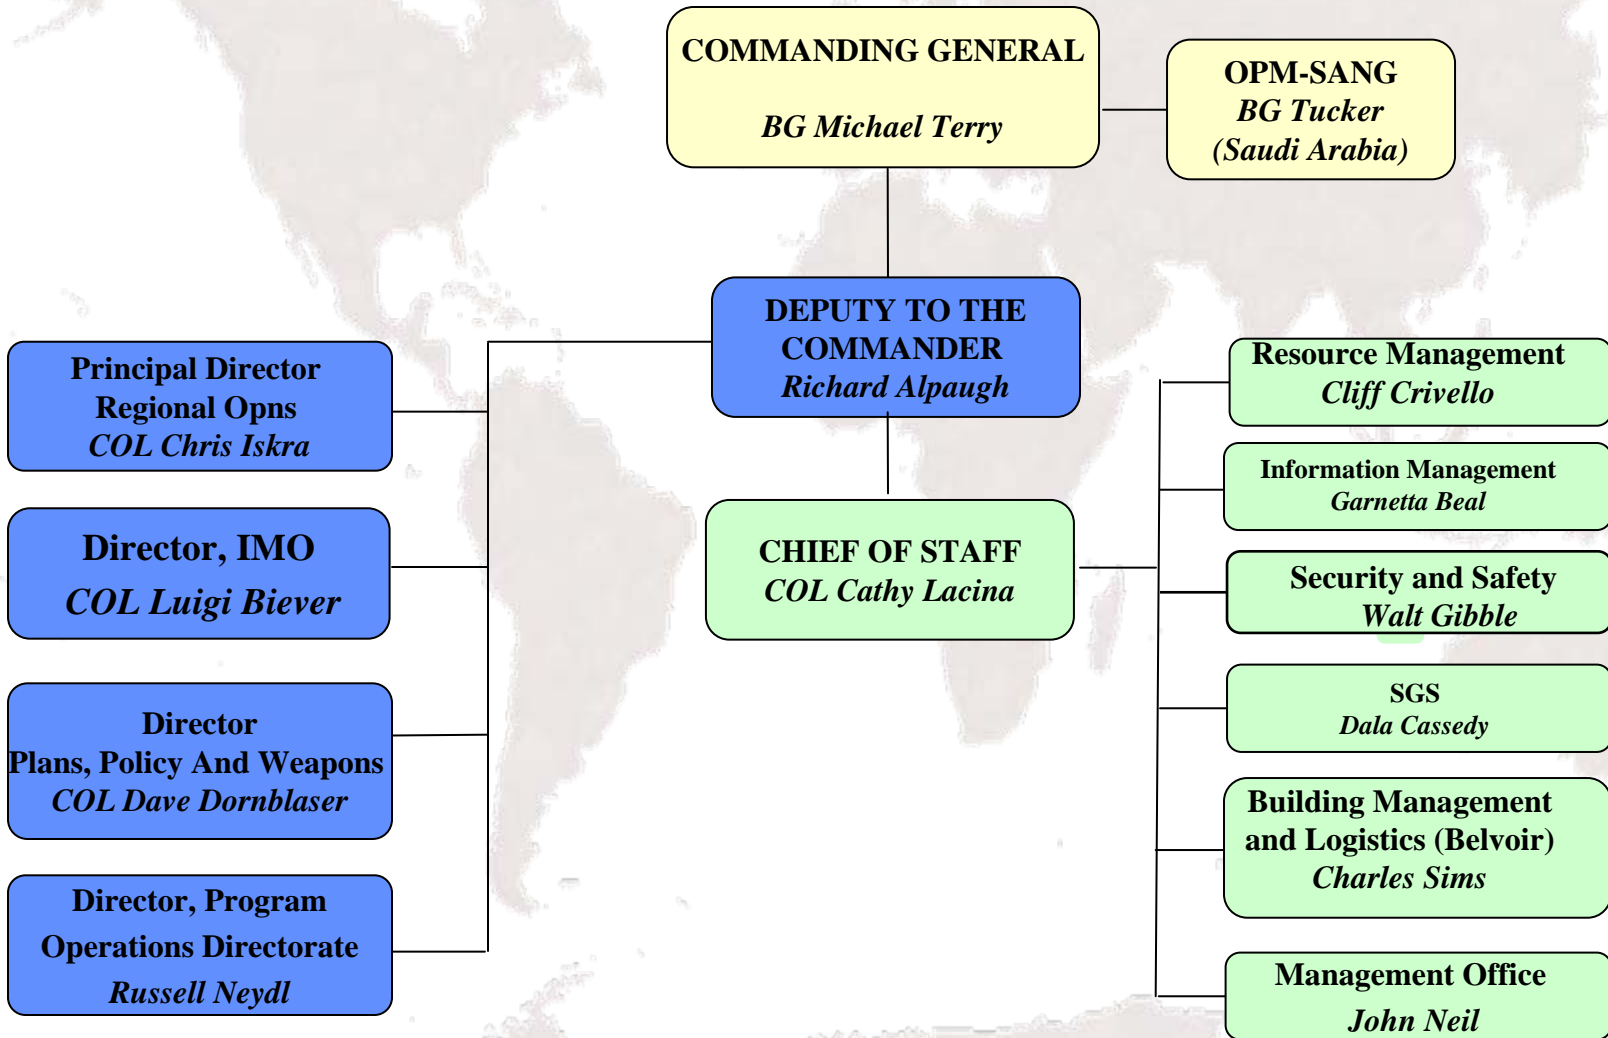 COMMANDING GENERAL
BG Michael Terry
OPM-SANG
BG Tucker
(Saudi Arabia)
DEPUTY TO THE
COMMANDER
Richard Alpaugh
Principal Director
Regional Opns
COL Chris Iskra
Director, IMO
COL Luigi Biever
Director
Plans, Policy And Weapons
COL Dave Dornblaser
Director, Program
Operations Directorate
Russell Neydl
CHIEF OF STAFF
COL Cathy Lacina
Resource Management
Cliff Crivello
Information Management
Garnetta Beal
Security and Safety
Walt Gibble
SGS
Dala Cassedy
Building Management
and Logistics (Belvoir)
Charles Sims
Management Office
John Neil